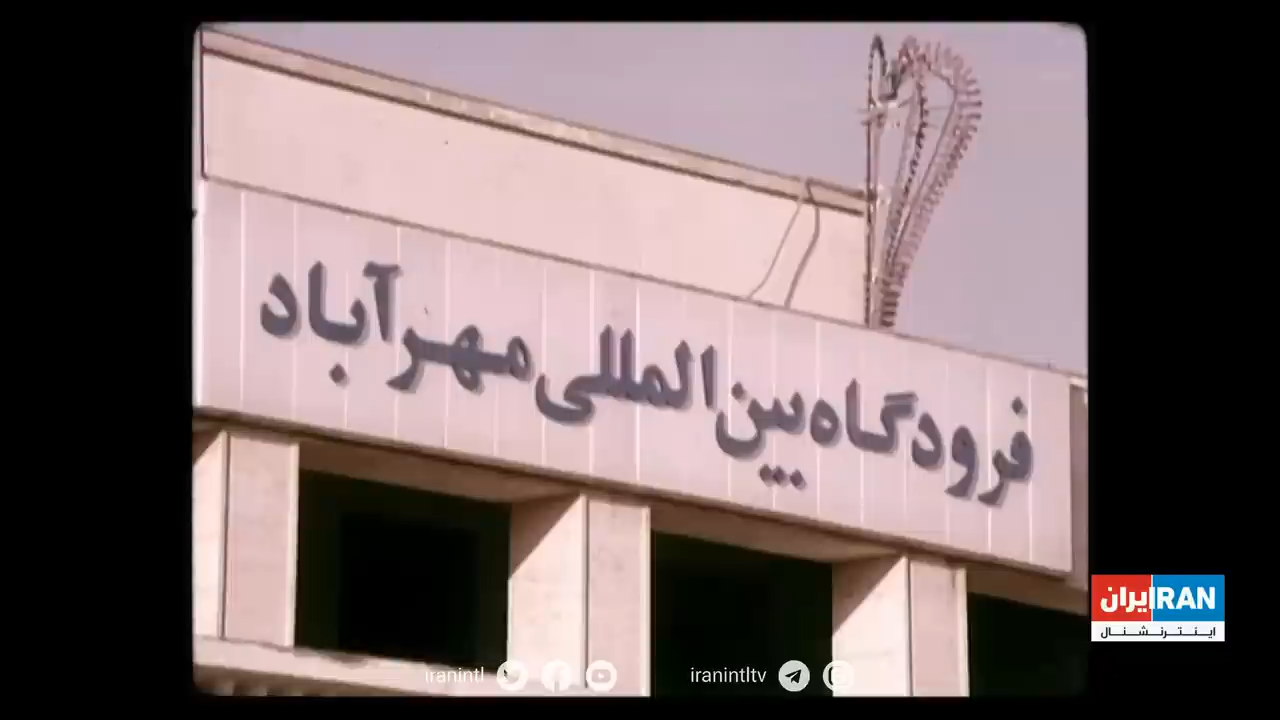 فرودگاه بین المللی مهرآباد
ایران IRAN
اینترنشنال
iranintl
iranintltv